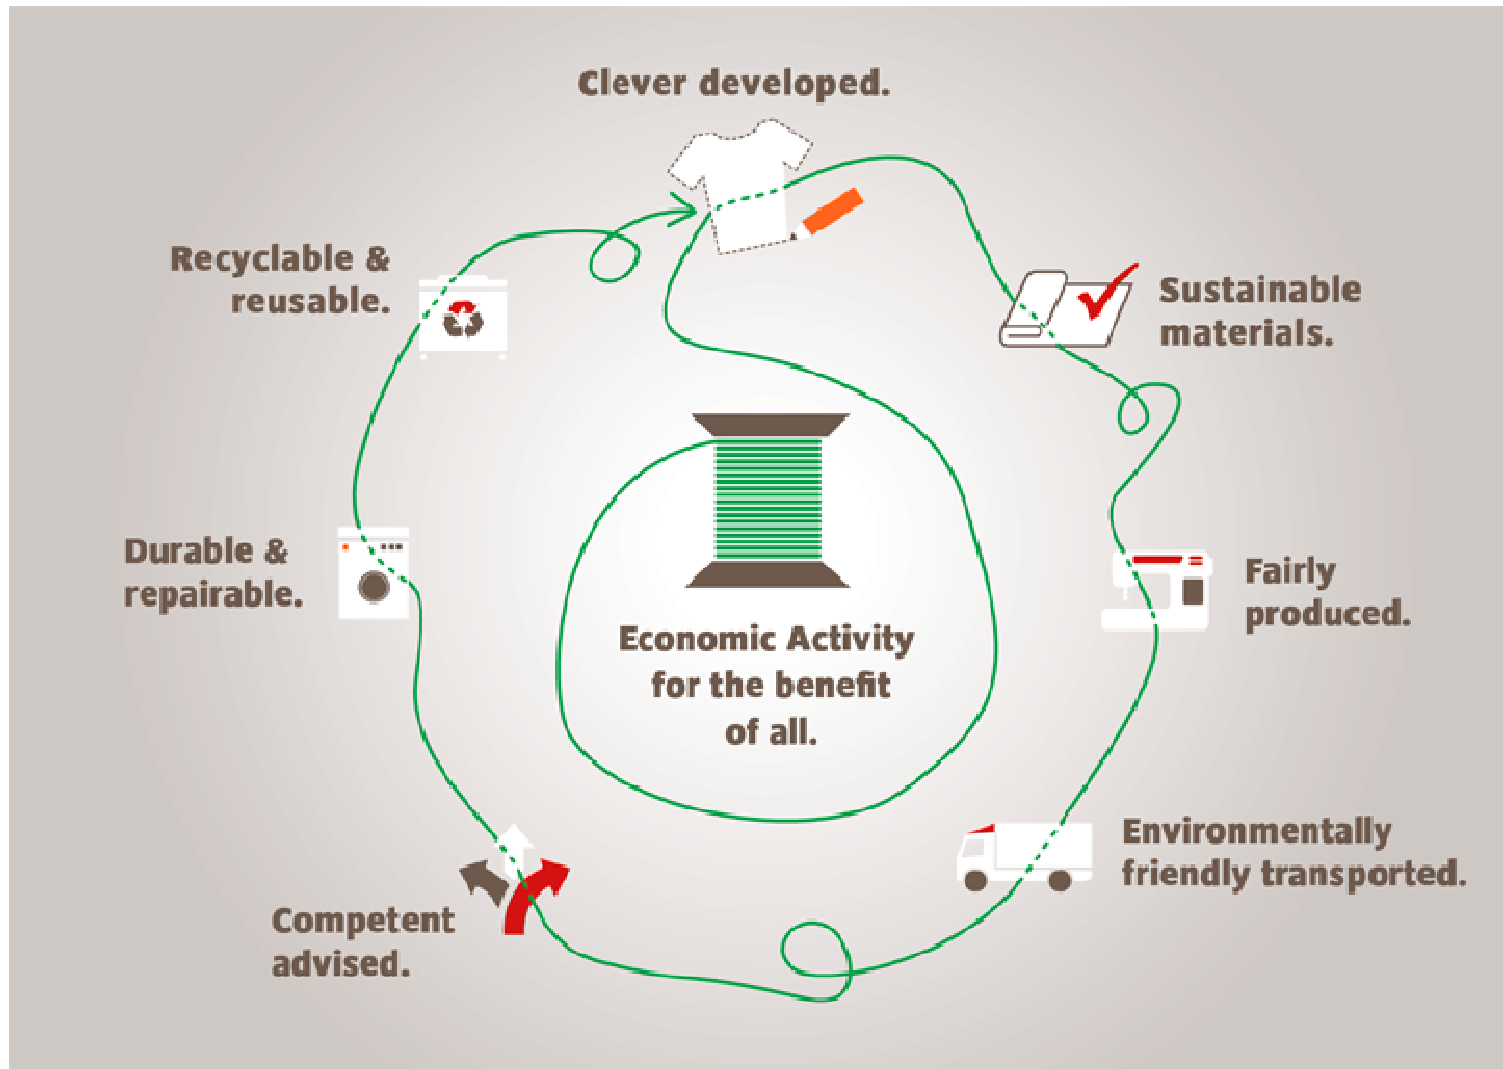 Clever developed.
Sustainable
materials.
Fairly
produced.
Environmentally
friendly transported.
Competent
advised.
Durable &
repairable.
Recyclable &
reusable.
Economic Activity
for the benefit
of all.